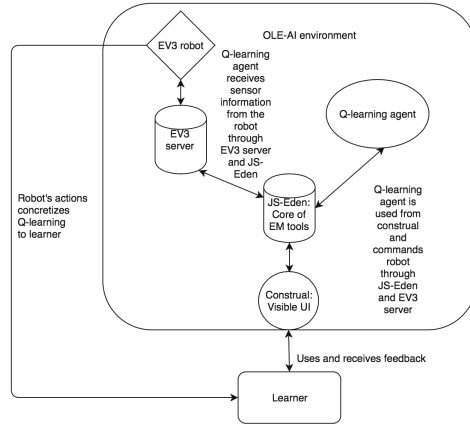 OLE-AI environment
EV3 robot
Q-learning
agent
receives
sensor
information
from the
robot
through
EV3 server
and JS-
Eden
Q-learning agent
EV3
server
Robot's actions
concretizes
Q-learning
to learner
JS-Eden:
Core of
EM tools
Q-learning
agent is
used from
construal
and
commands
robot
through
JS-Eden
and EV3
server
Construal:
Visible UI
Uses and receives feedback
Learner